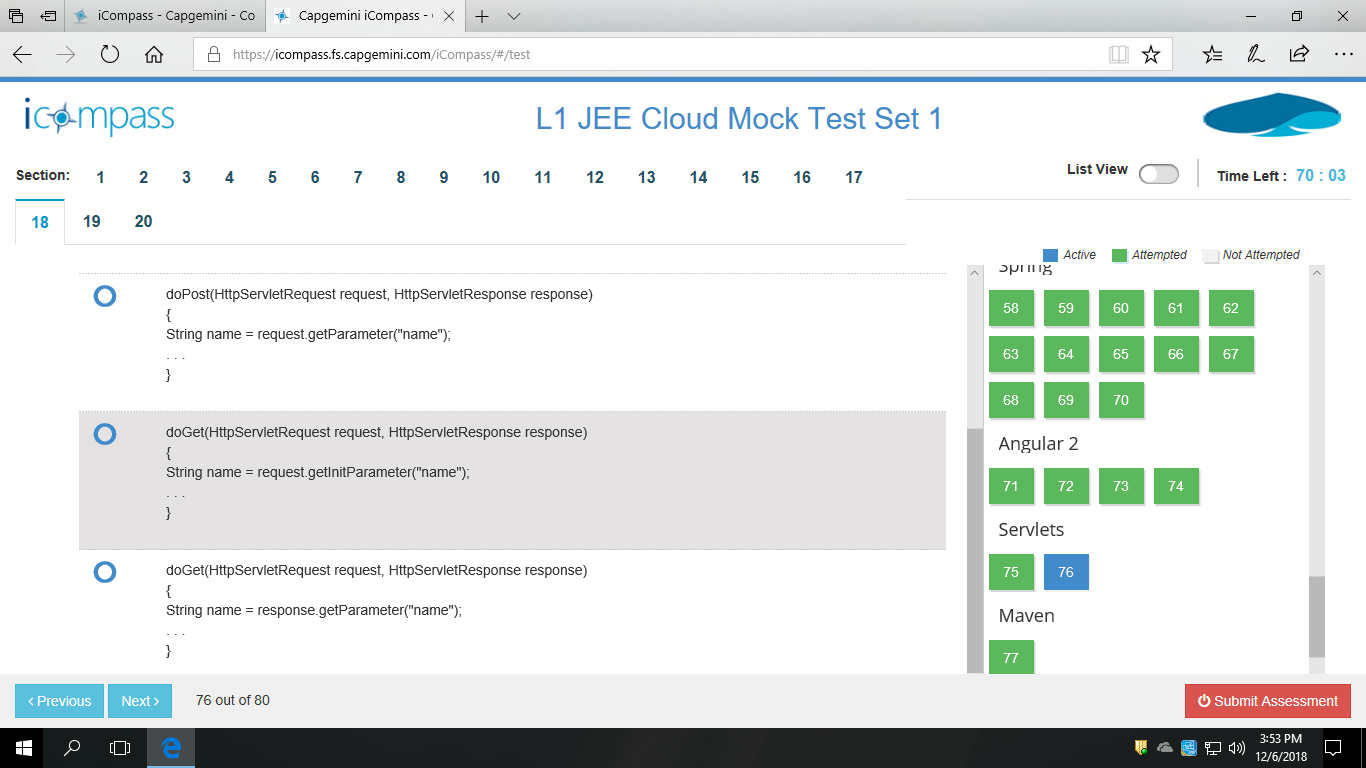 iCompass - Capgemini - Co
Capgemini iCompass -
https://icompass.fs.capgemini.com/iCompass/#/test
icompass
L1 JEE Cloud Mock Test Set 1
Section: 1 2 3 4 5 6 7 8 9 10 11 12 13 14 15 16 17
List View
Time Left : 70 : 03
18 19 20
Active Attempted Not Attempted
doPost(HttpServletRequest request, HttpServletResponse response)
{
String name = request.getParameter("name");
. . .
}
doGet(HttpServletRequest request, HttpServletResponse response)
{
String name = request.getInitParameter("name");
. . .
}
doGet(HttpServletRequest request, HttpServletResponse response)
{
String name = response.getParameter("name");
. . .
}
Spring
58 59 60 61 62
63 64 65 66 67
68 69 70
Angular 2
71 72 73 74
Servlets
75 76
Maven
77
‹ Previous Next › 76 out of 80
Submit Assessment
3:53 PM
12/6/2018